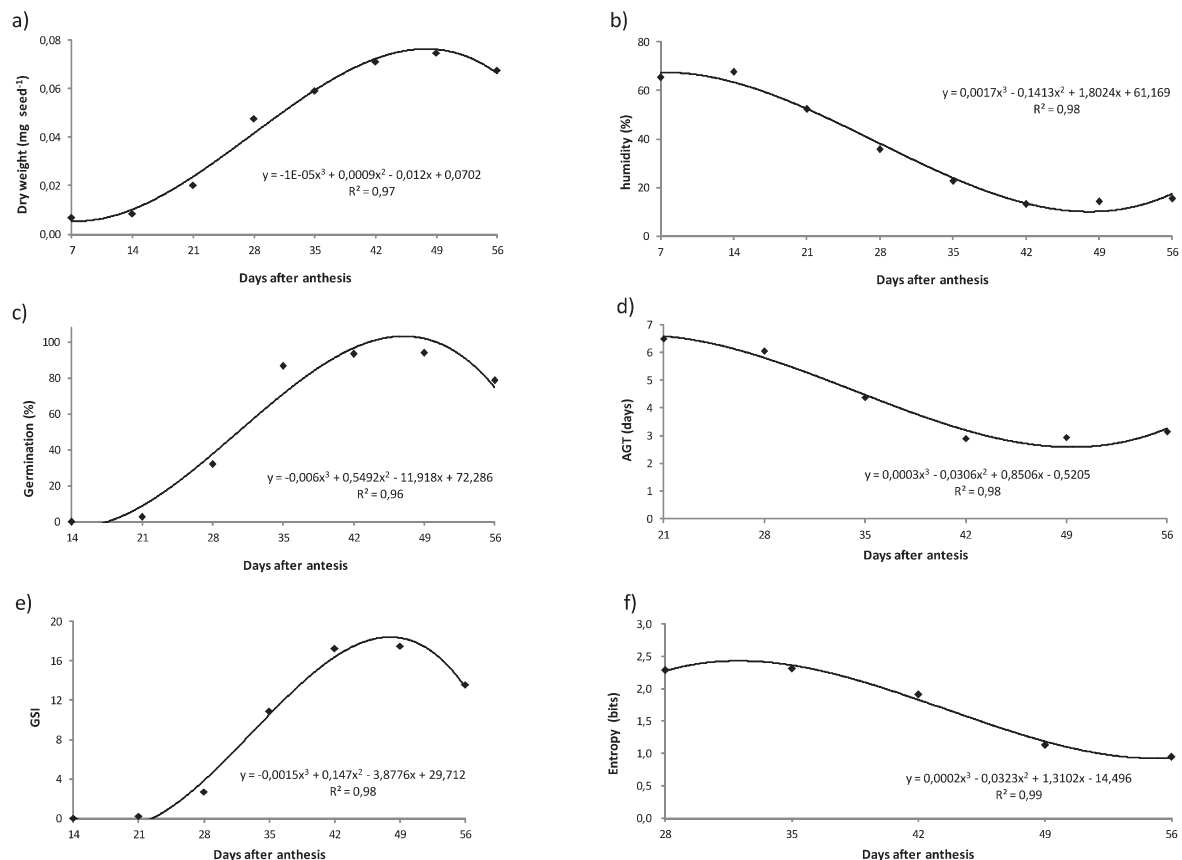 a)
0,08
0,06
0,04
0,02
0,00
Dry weight (mg seed-1)
y = -1E-05x³ + 0,0009x² - 0,012x + 0,0702
R² = 0,97
7 14 21 28 35 42 49 56
Days after anthesis
b)
80
60
40
20
0
humidity (%)
y = 0,0017x³ - 0,1413x² + 1,8024x + 61,169
R² = 0,98
7 14 21 28 35 42 49 56
Days after anthesis
c)
100
80
60
40
20
0
Germination (%)
y = -0,006x³ + 0,5492x² - 11,918x + 72,286
R² = 0,96
14 21 28 35 42 49 56
Days after antesis
d)
7
6
5
4
3
2
1
0
AGT (days)
y = 0,0003x³ - 0,0306x² + 0,8506x - 0,5205
R² = 0,98
21 28 35 42 49 56
Days after anthesis
e)
20
16
12
8
4
0
GSI
y = -0,0015x³ + 0,147x² - 3,8776x + 29,712
R² = 0,98
14 21 28 35 42 49 56
Days after anthesis
f)
3,0
2,5
2,0
1,5
1,0
0,5
0,0
Entropy (bits)
y = 0,0002x³ - 0,0323x² + 1,3102x - 14,496
R² = 0,99
28 35 42 49 56
Days after anthesis